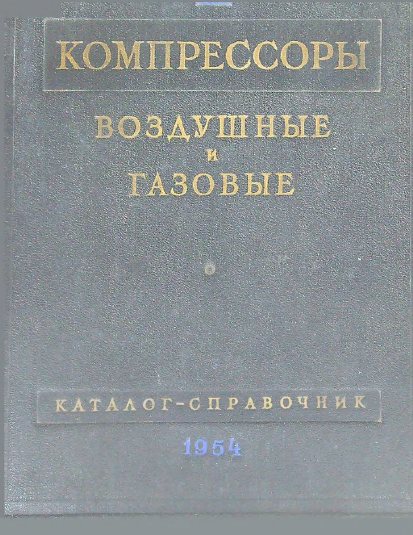 КОМПРЕССОРЫ
ВОЗДУШНЫЕ
и
ГАЗОВЫЕ
КАТАЛОГ-СПРАВОЧНИК
1954